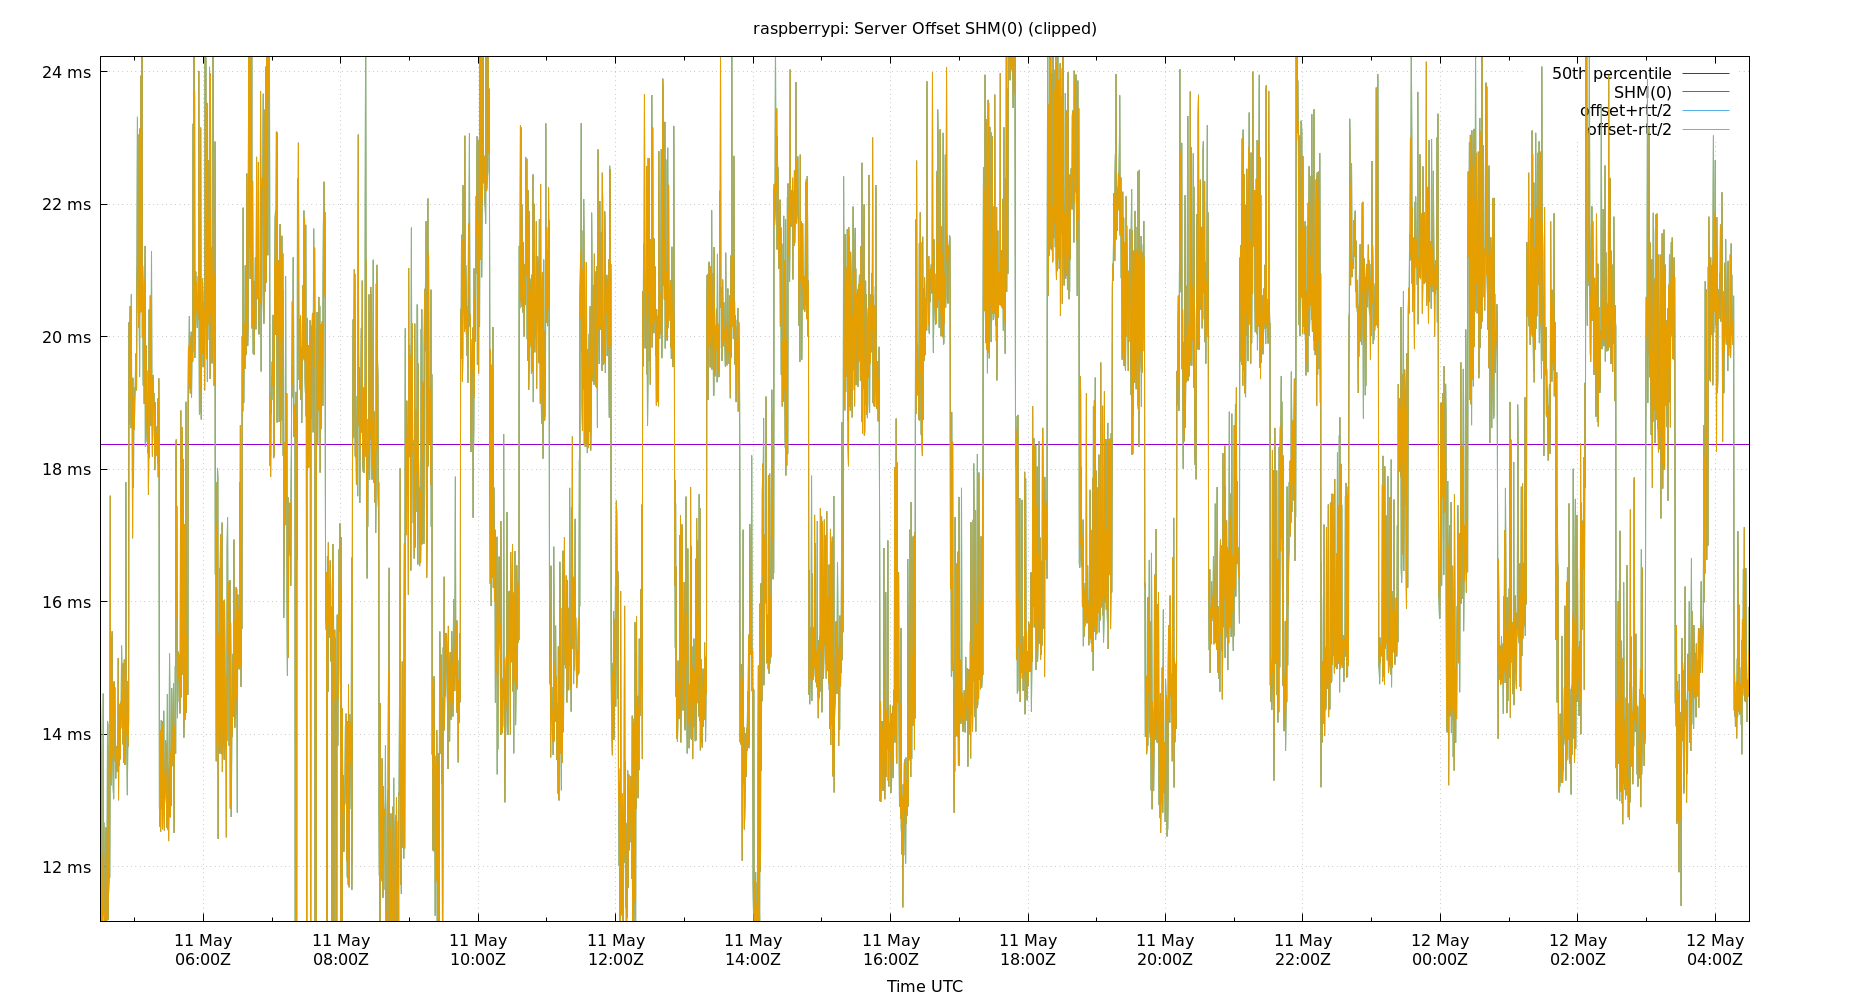 raspberrypi: Server Offset SHM(0) (clipped)
24 ms
22 ms
20 ms
18 ms
16 ms
14 ms
12 ms
50th percentile
SHM(0)
offset+rtt/2
offset-rtt/2
11 May 11 May 11 May 11 May 11 May 11 May 11 May 11 May 11 May 12 May 12 May 12 May
06:00Z 08:00Z 10:00Z 12:00Z 14:00Z 16:00Z 18:00Z 20:00Z 22:00Z 00:00Z 02:00Z 04:00Z
Time UTC